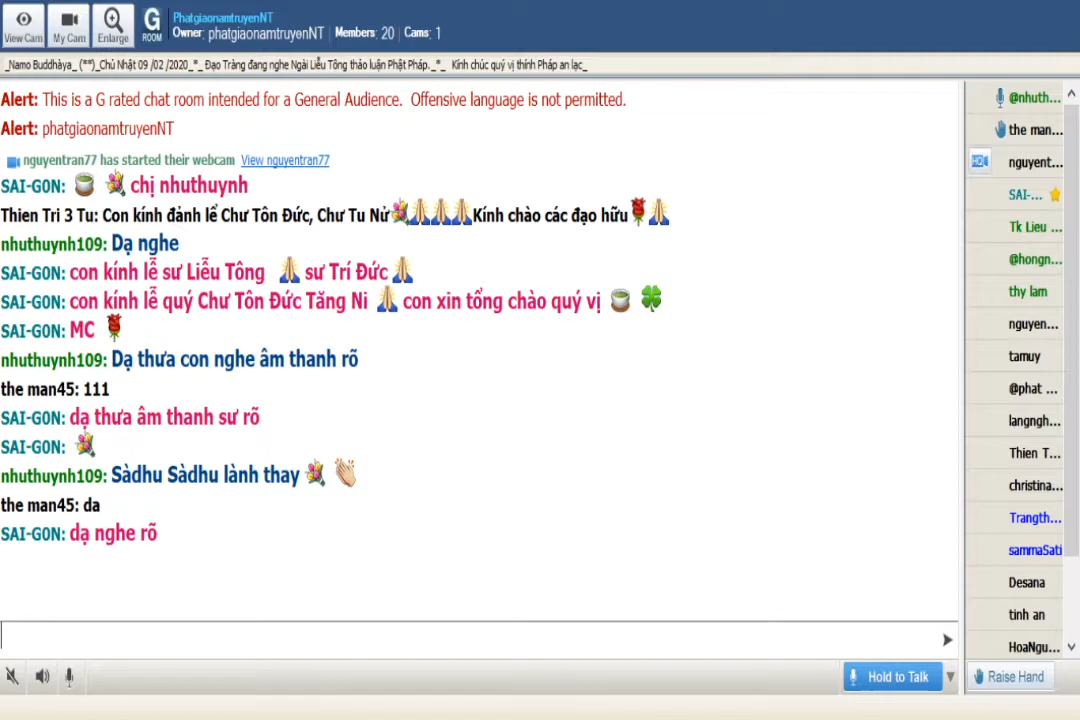 View Cam
My Cam
Enlarge
G
ROOM
PhatgiaonamtruyenNT
Owner: phatgiaonamtruyenNT Members: 20 Cams: 1
_Namo Buddhàya_ (**)_Chủ Nhật 09 /02 /2020_*_ Đạo Tràng đang nghe Ngài Liễu Tông thảo luận Phật Pháp._*_ Kính chúc quý vị thính Pháp an lạc_
Alert: This is a G rated chat room intended for a General Audience. Offensive language is not permitted.
Alert: phatgiaonamtruyenNT
nguyentran77 has started their webcam View nguyentran77
SAI-GON: chị nhuthuynh
Thien Tri 3 Tu: Con kính đảnh lể Chư Tôn Đức, Chư Tu Nử Kính chào các đạo hữu
nhuthuynh109: Dạ nghe
SAI-GON: con kính lễ sư Liễu Tông sư Trí Đức
SAI-GON: con kính lễ quý Chư Tôn Đức Tăng Ni con xin tổng chào quý vị
SAI-GON: MC
nhuthuynh109: Dạ thưa con nghe âm thanh rõ
the man45: 111
SAI-GON: dạ thưa âm thanh sư rõ
SAI-GON:
nhuthuynh109: Sàdhu Sàdhu lành thay
the man45: da
SAI-GON: dạ nghe rõ
@nhuth...
the man...
HD
nguyent...
SAI-...
Tk Lieu ...
@hongn...
thy lam
nguyen...
tamuy
@phat ...
langngh...
Thien T...
christina...
Trangth...
sammaSati
Desana
tinh an
HoaNgu...
Hold to Talk
Raise Hand